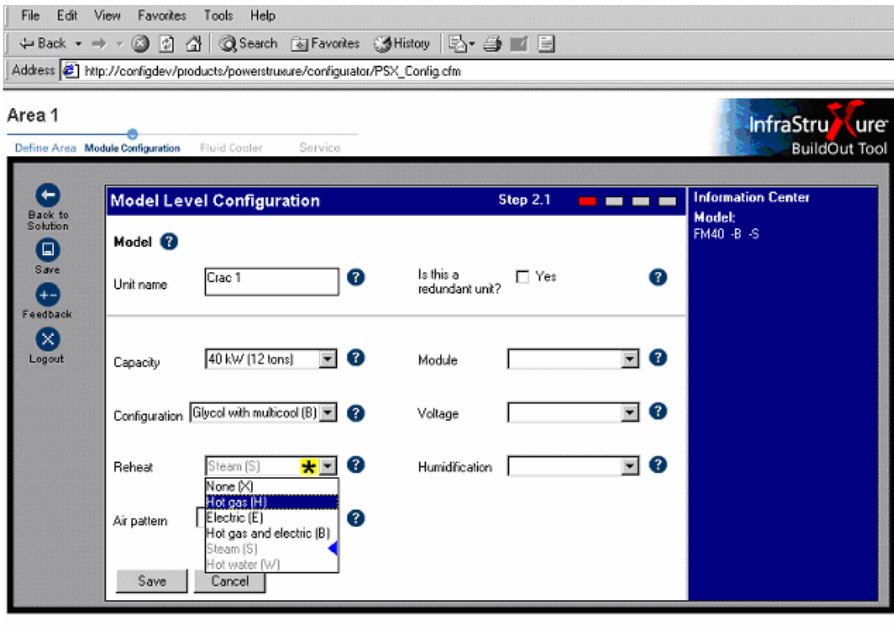 File Edit View Favorites Tools Help
Back Search Favorites History
Address http://configdev/products/powerstruxure/configurator/PSX_Config.cfm
Area 1
Define Area Module Configuration Fluid Cooler Service
InfraStruXure
BuildOut Tool
Back to
Solution
Save
Feedback
Logout
Model Level Configuration Step 2.1
Information Center
Model:
FM40 -B -S
Model ?
Unit name Crac 1 ? Is this a
redundant unit? Yes ?
Capacity 40 kW (12 tons) ? Module ?
Configuration Glycol with multicool (B) ? Voltage ?
Reheat Steam (S) * ? Humidification ?
None (X)
Hot gas (H)
Electric (E)
Hot gas and electric (B)
Steam (S)
Hot water (W)
Air pattern ?
Save Cancel